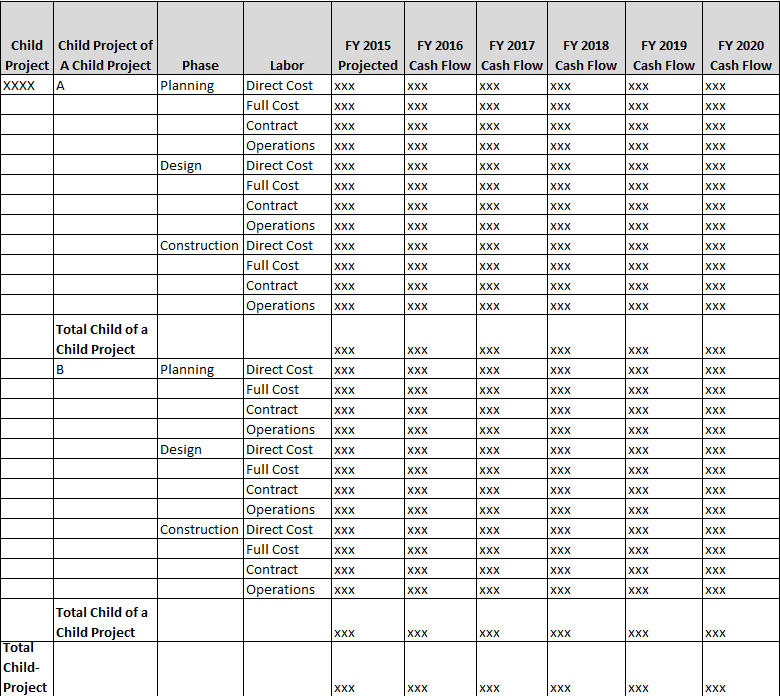 Child Project | Child Project of A Child Project | Phase | Labor | FY 2015 Projected | FY 2016 Cash Flow | FY 2017 Cash Flow | FY 2018 Cash Flow | FY 2019 Cash Flow | FY 2020 Cash Flow
XXXX | A | Planning | Direct Cost | xxx | xxx | xxx | xxx | xxx | xxx
Full Cost | xxx | xxx | xxx | xxx | xxx | xxx
Contract | xxx | xxx | xxx | xxx | xxx | xxx
Operations | xxx | xxx | xxx | xxx | xxx | xxx
Design | Direct Cost | xxx | xxx | xxx | xxx | xxx | xxx
Full Cost | xxx | xxx | xxx | xxx | xxx | xxx
Contract | xxx | xxx | xxx | xxx | xxx | xxx
Operations | xxx | xxx | xxx | xxx | xxx | xxx
Construction | Direct Cost | xxx | xxx | xxx | xxx | xxx | xxx
Full Cost | xxx | xxx | xxx | xxx | xxx | xxx
Contract | xxx | xxx | xxx | xxx | xxx | xxx
Operations | xxx | xxx | xxx | xxx | xxx | xxx
Total Child of a Child Project | xxx | xxx | xxx | xxx | xxx | xxx
B | Planning | Direct Cost | xxx | xxx | xxx | xxx | xxx | xxx
Full Cost | xxx | xxx | xxx | xxx | xxx | xxx
Contract | xxx | xxx | xxx | xxx | xxx | xxx
Operations | xxx | xxx | xxx | xxx | xxx | xxx
Design | Direct Cost | xxx | xxx | xxx | xxx | xxx | xxx
Full Cost | xxx | xxx | xxx | xxx | xxx | xxx
Contract | xxx | xxx | xxx | xxx | xxx | xxx
Operations | xxx | xxx | xxx | xxx | xxx | xxx
Construction | Direct Cost | xxx | xxx | xxx | xxx | xxx | xxx
Full Cost | xxx | xxx | xxx | xxx | xxx | xxx
Contract | xxx | xxx | xxx | xxx | xxx | xxx
Operations | xxx | xxx | xxx | xxx | xxx | xxx
Total Child of a Child Project | xxx | xxx | xxx | xxx | xxx | xxx
Total Child-Project | xxx | xxx | xxx | xxx | xxx | xxx